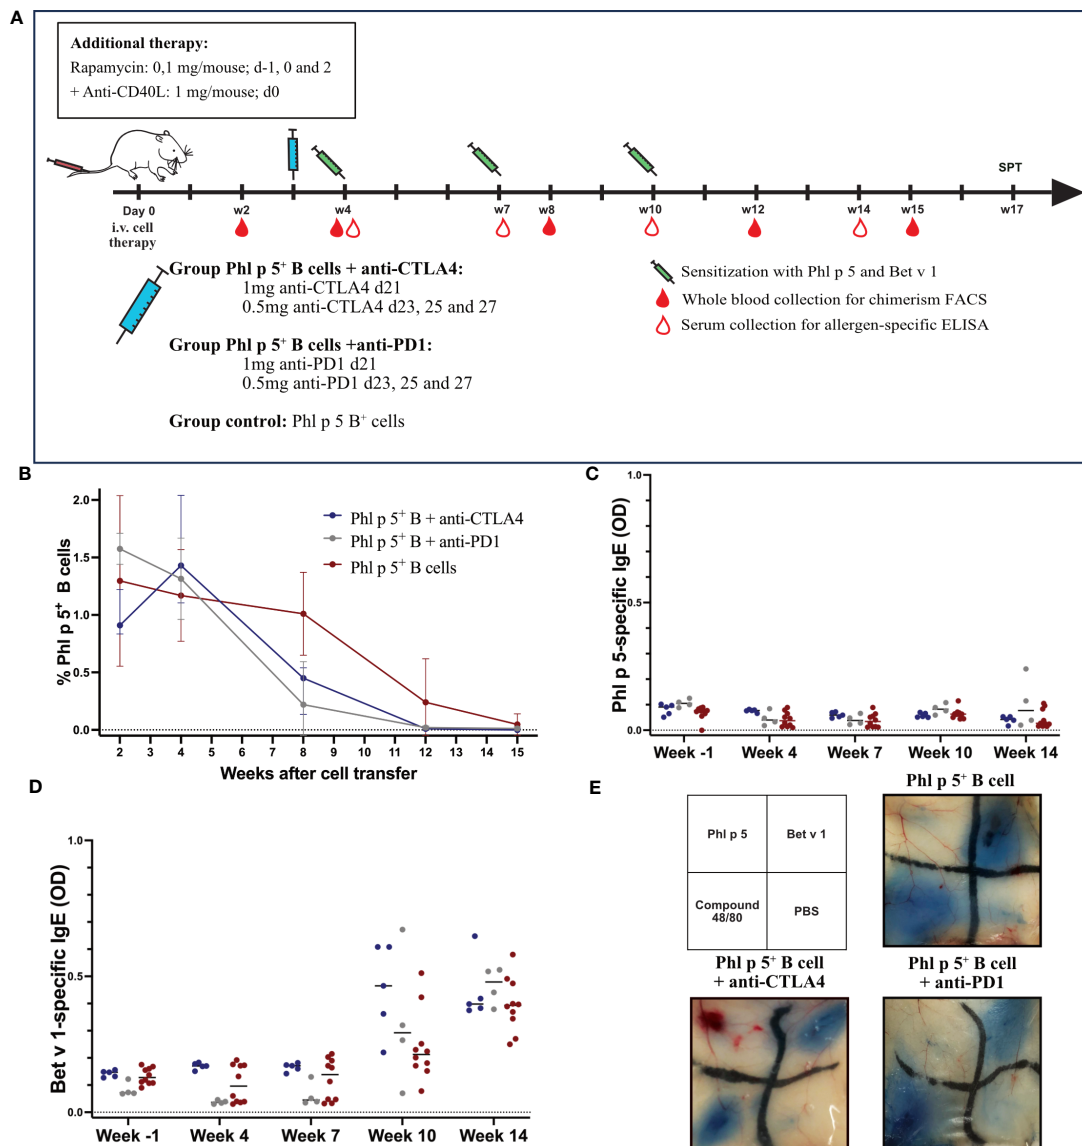 A
Additional therapy:
Rapamycin: 0,1 mg/mouse; d-1, 0 and 2
+ Anti-CD40L: 1 mg/mouse; d0
SPT
Day 0 w2 w4 w7 w8 w10 w12 w14 w15 w17
i.v. cell
therapy
Group Phl p 5⁺ B cells + anti-CTLA4:
1mg anti-CTLA4 d21
0.5mg anti-CTLA4 d23, 25 and 27
Group Phl p 5⁺ B cells +anti-PD1:
1mg anti-PD1 d21
0.5mg anti-PD1 d23, 25 and 27
Group control: Phl p 5 B⁺ cells
Sensitization with Phl p 5 and Bet v 1
Whole blood collection for chimerism FACS
Serum collection for allergen-specific ELISA
B
% Phl p 5⁺ B cells
2.0
1.5
1.0
0.5
0.0
2 3 4 5 6 7 8 9 10 11 12 13 14 15
Weeks after cell transfer
Phl p 5⁺ B + anti-CTLA4
Phl p 5⁺ B + anti-PD1
Phl p 5⁺ B cells
C
Phl p 5-specific IgE (OD)
1.0
0.5
0.0
Week -1 Week 4 Week 7 Week 10 Week 14
D
Bet v 1-specific IgE (OD)
1.0
0.5
0.0
Week -1 Week 4 Week 7 Week 10 Week 14
E
Phl p 5 Bet v 1
Compound
48/80
PBS
Phl p 5⁺ B cell
Phl p 5⁺ B cell
+ anti-CTLA4
Phl p 5⁺ B cell
+ anti-PD1